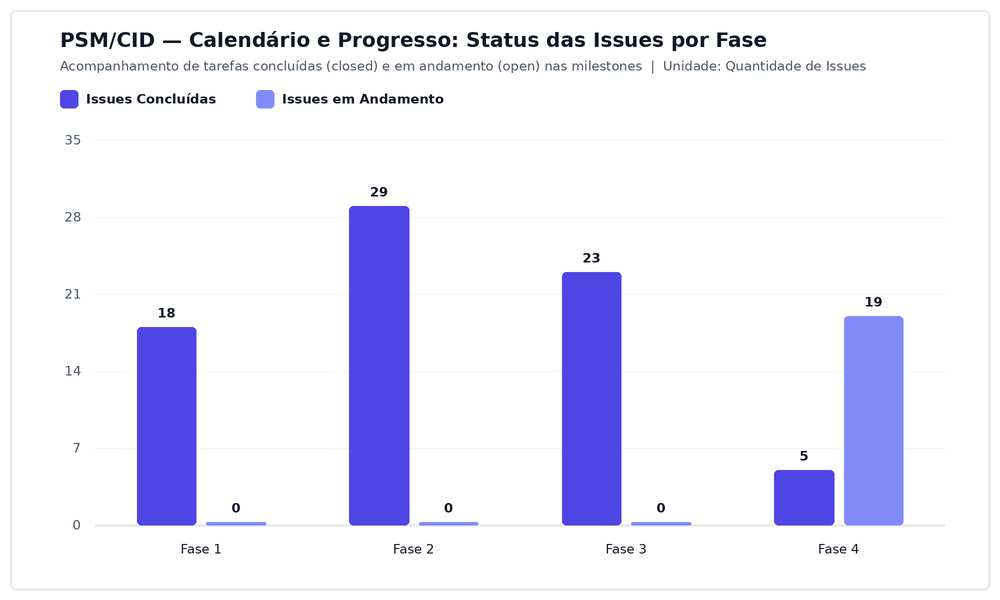 PSM/CID — Calendário e Progresso: Status das Issues por Fase
Acompanhamento de tarefas concluídas (closed) e em andamento (open) nas milestones | Unidade: Quantidade de Issues
Issues Concluídas
Issues em Andamento
35
28
21
14
7
0
18
0
29
0
23
0
5
19
Fase 1
Fase 2
Fase 3
Fase 4